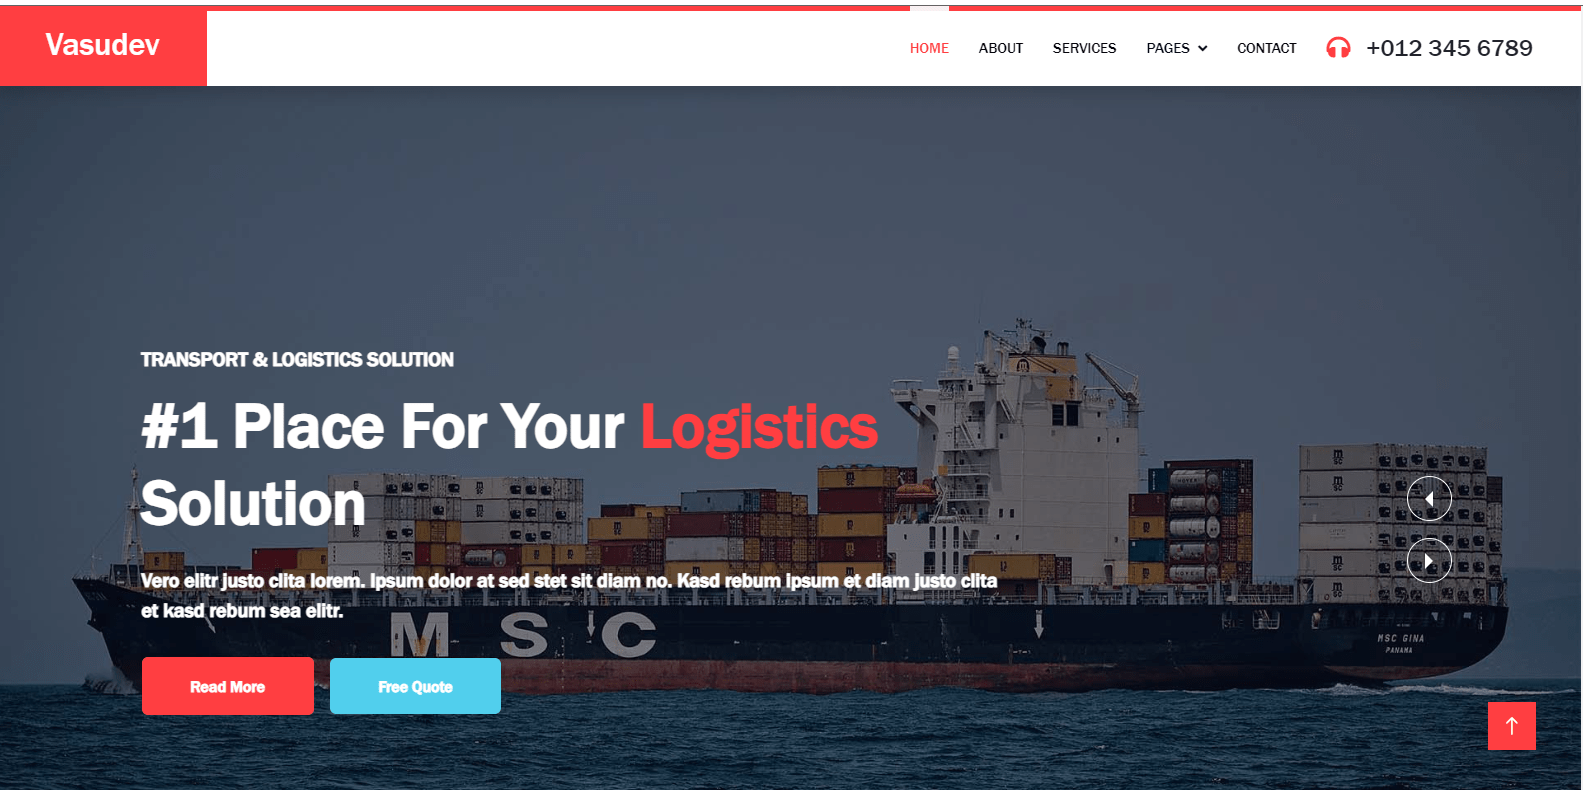 Vasudev
HOME ABOUT SERVICES PAGES CONTACT +012 345 6789
TRANSPORT & LOGISTICS SOLUTION
#1 Place For Your Logistics
Solution
Vero elitr justo clita lorem. Ipsum dolor at sed stet sit diam no. Kasd rebum ipsum et diam justo clita
et kasd rebum sea elitr.
M S C
MSC GINA
PANAMA
Read More Free Quote